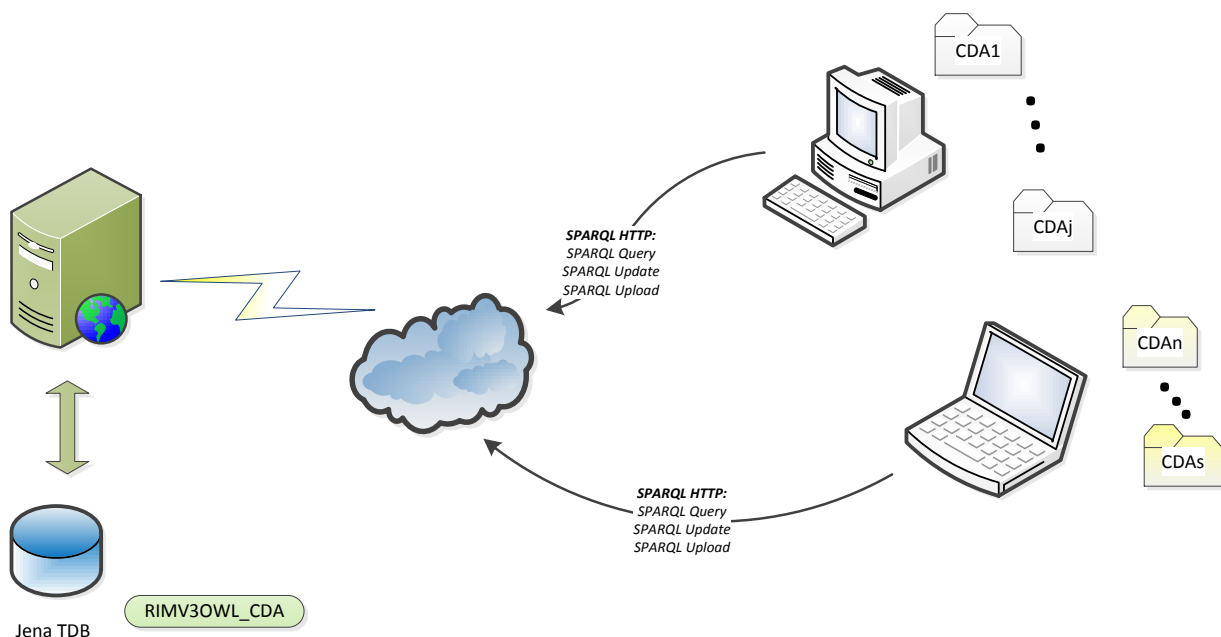 CDA1
CDAj
SPARQL HTTP:
SPARQL Query
SPARQL Update
SPARQL Upload
CDAn
CDAs
SPARQL HTTP:
SPARQL Query
SPARQL Update
SPARQL Upload
RIMV3OWL_CDA
Jena TDB